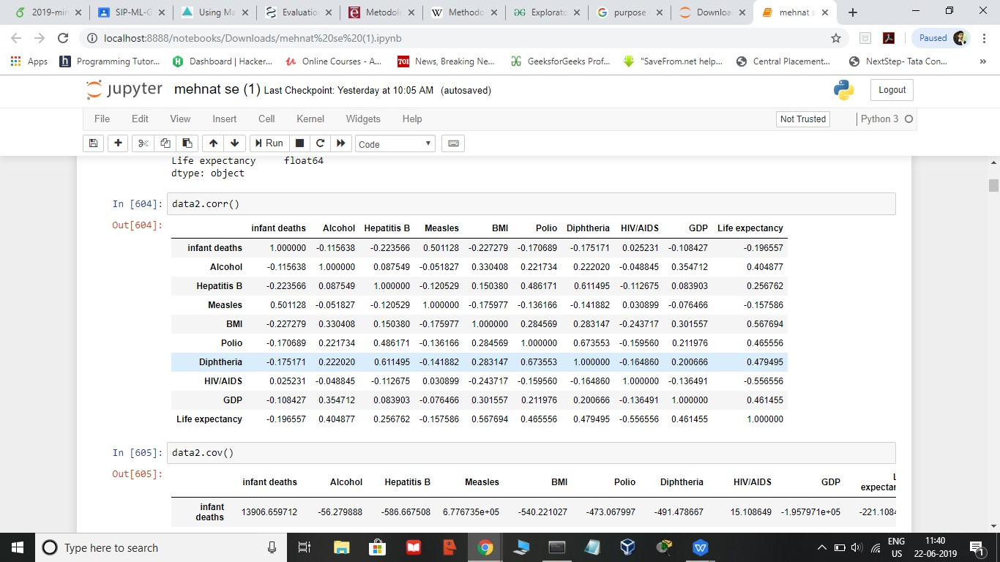 2019-min
SIP-ML-G
Using Ma
Evaluatio
Metodolo
Methodo
Explorato
purpose
Downloa
mehnat s
localhost:8888/notebooks/Downloads/mehnat%20se%20(1).ipynb
Paused
Apps
Programming Tutor...
Dashboard | Hacker...
Online Courses - A...
TOI News, Breaking Ne...
GeeksforGeeks Prof...
"SaveFrom.net help...
Central Placement...
NextStep- Tata Con...
»
jupyter mehnat se (1) Last Checkpoint: Yesterday at 10:05 AM (autosaved)
Logout
File Edit View Insert Cell Kernel Widgets Help
Not Trusted
Python 3
Run
Code
Life expectancy float64
dtype: object
In [604]: data2.corr()
Out[604]:
infant deaths Alcohol Hepatitis B Measles BMI Polio Diphtheria HIV/AIDS GDP Life expectancy
infant deaths 1.000000 -0.115638 -0.223566 0.501128 -0.227279 -0.170689 -0.175171 0.025231 -0.108427 -0.196557
Alcohol -0.115638 1.000000 0.087549 -0.051827 0.330408 0.221734 0.222020 -0.048845 0.354712 0.404877
Hepatitis B -0.223566 0.087549 1.000000 -0.120529 0.150380 0.486171 0.611495 -0.112675 0.083903 0.256762
Measles 0.501128 -0.051827 -0.120529 1.000000 -0.175977 -0.136166 -0.141882 0.030899 -0.076466 -0.157586
BMI -0.227279 0.330408 0.150380 -0.175977 1.000000 0.284569 0.283147 -0.243717 0.301557 0.567694
Polio -0.170689 0.221734 0.486171 -0.136166 0.284569 1.000000 0.673553 -0.159560 0.211976 0.465556
Diphtheria -0.175171 0.222020 0.611495 -0.141882 0.283147 0.673553 1.000000 -0.164860 0.200666 0.479495
HIV/AIDS 0.025231 -0.048845 -0.112675 0.030899 -0.243717 -0.159560 -0.164860 1.000000 -0.136491 -0.556556
GDP -0.108427 0.354712 0.083903 -0.076466 0.301557 0.211976 0.200666 -0.136491 1.000000 0.461455
Life expectancy -0.196557 0.404877 0.256762 -0.157586 0.567694 0.465556 0.479495 -0.556556 0.461455 1.000000
In [605]: data2.cov()
Out[605]:
infant deaths Alcohol Hepatitis B Measles BMI Polio Diphtheria HIV/AIDS GDP
expectar
infant
deaths
13906.659712 -56.279888 -586.667508 6.776735e+05 -540.221027 -473.067997 -491.478667 15.108649 -1.957971e+05 -221.108
Type here to search
ENG
US
11:40
22-06-2019
1